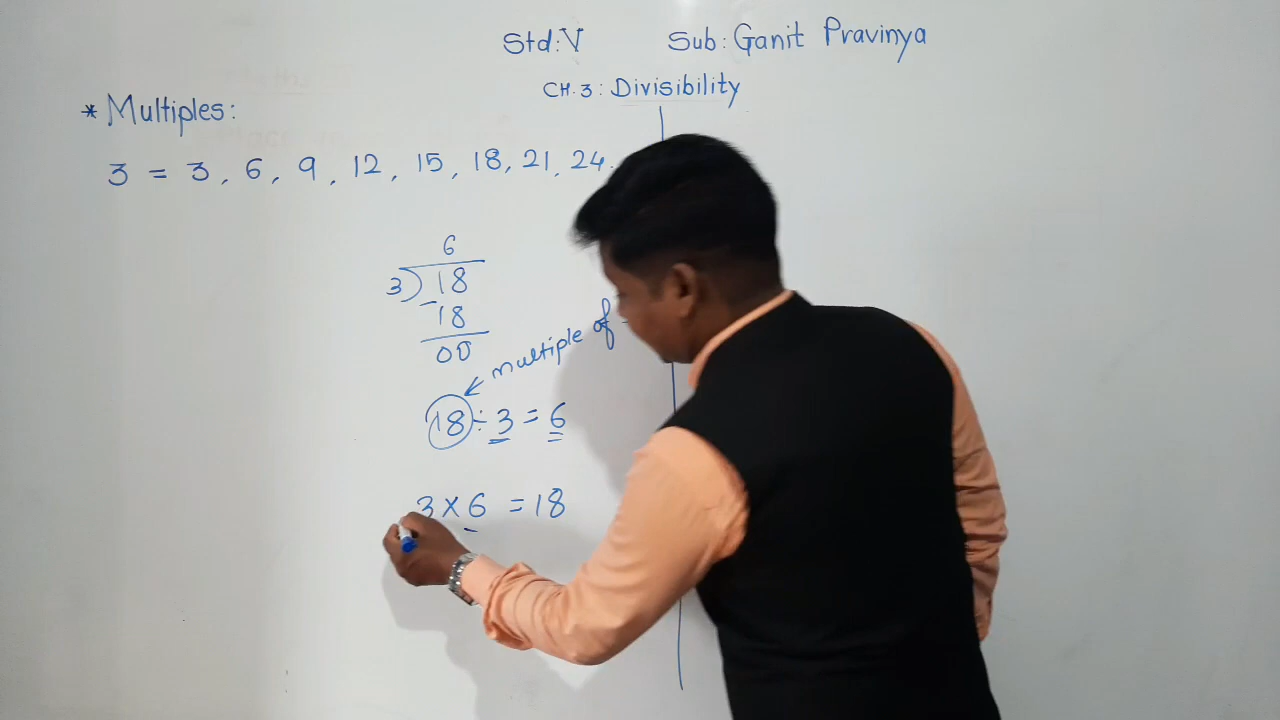 Std: V Sub: Ganit Pravinya
CH. 3 : Divisibility
* Multiples:
3 = 3, 6, 9, 12, 15, 18, 21, 24.
6
3) 18
- 18
00
multiple of
18 ÷ 3 = 6
3 × 6 = 18